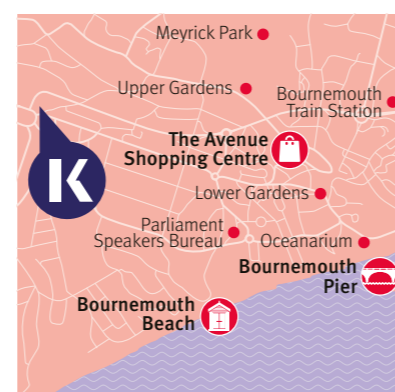 Meyrick Park
Upper Gardens
Bournemouth
Train Station
The Avenue
Shopping Centre
K
Lower Gardens
Parliament
Speakers Bureau
Oceanarium
Bournemouth
Pier
Bournemouth
Beach